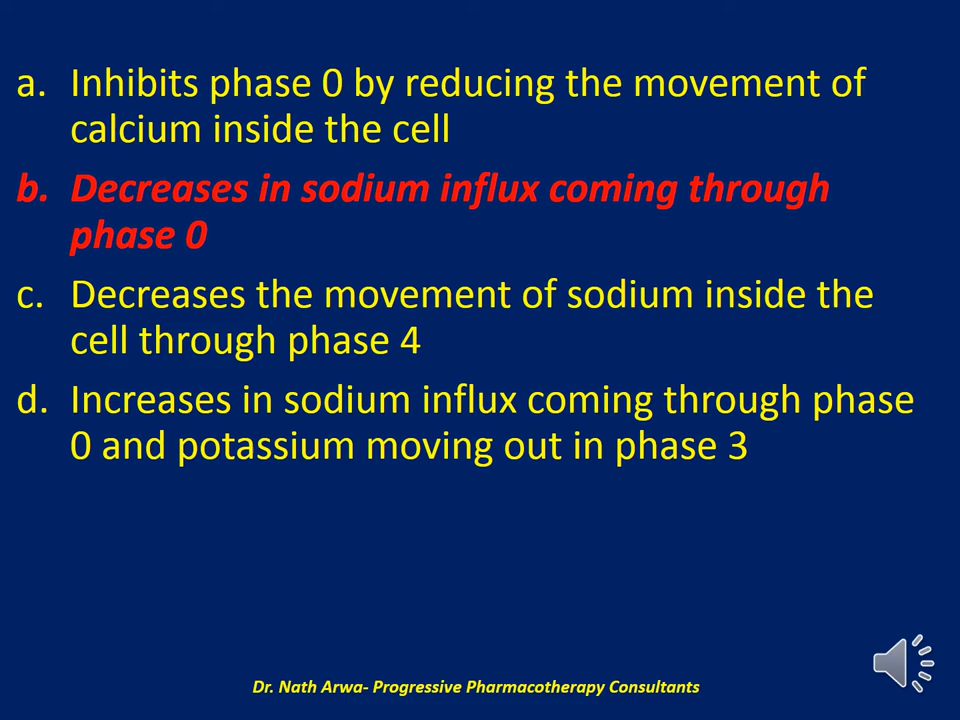 a. Inhibits phase 0 by reducing the movement of
calcium inside the cell
b. Decreases in sodium influx coming through
phase 0
c. Decreases the movement of sodium inside the
cell through phase 4
d. Increases in sodium influx coming through phase
0 and potassium moving out in phase 3
Dr. Nath Arwa- Progressive Pharmacotherapy Consultants